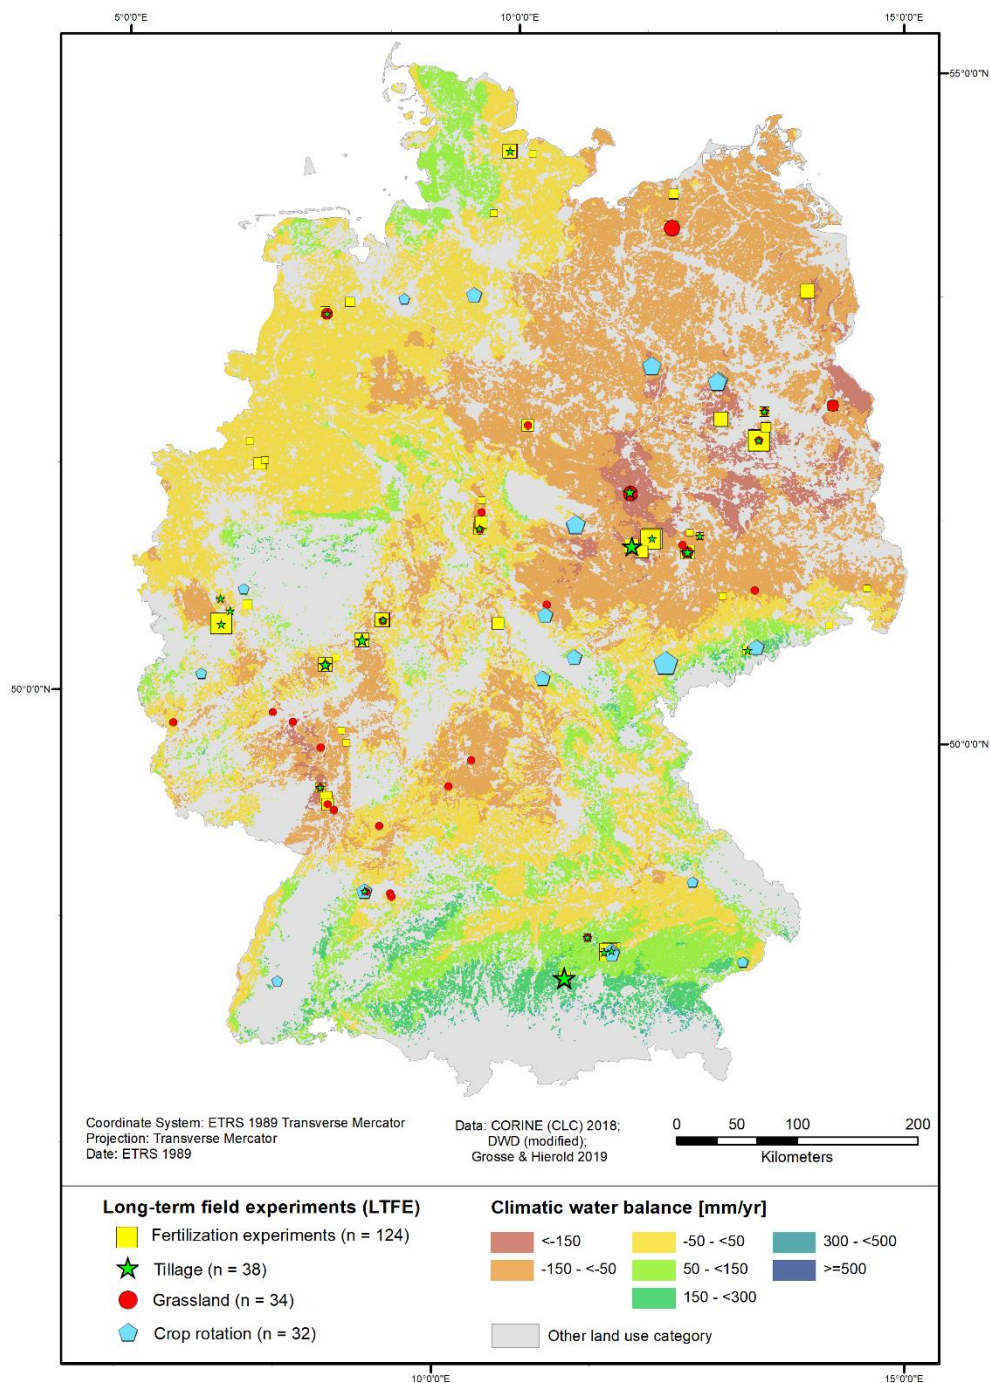 5°0'0"E 10°0'0"E 15°0'0"E
55°0'0"N
50°0'0"N
50°0'0"N
Coordinate System: ETRS 1989 Transverse Mercator
Projection: Transverse Mercator
Date: ETRS 1989
Data: CORINE (CLC) 2018;
DWD (modified);
Grosse & Hierold 2019
0 50 100 200
Kilometers
Long-term field experiments (LTFE)
Fertilization experiments (n = 124)
Tillage (n = 38)
Grassland (n = 34)
Crop rotation (n = 32)
Climatic water balance [mm/yr]
<-150
-150 - <-50
-50 - <50
50 - <150
150 - <300
300 - <500
>=500
Other land use category
10°0'0"E 15°0'0"E